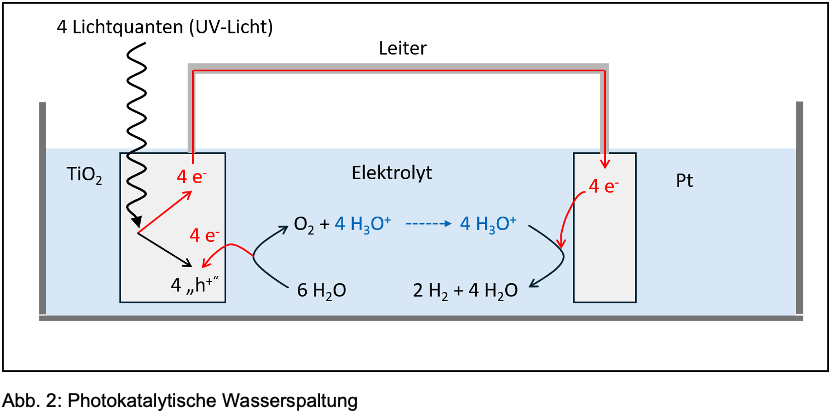 4 Lichtquanten (UV-Licht)
Leiter
TiO₂
4 e⁻
Elektrolyt
4 e⁻
Pt
4 e⁻
O₂ + 4 H₃O⁺
4 H₃O⁺
4 „h⁺“
6 H₂O
2 H₂ + 4 H₂O
Abb. 2: Photokatalytische Wasserspaltung